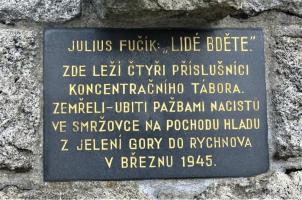 JULIUS FUČÍK: „LIDÉ BDĚTE."
ZDE LEŽÍ ČTYŘI PŘÍSLUŠNÍCI
KONCENTRAČNÍHO TÁBORA.
ZEMŘELI-UBITI PAŽBAMI NACISTŮ
VE SMRŽOVCE NA POCHODU HLADU
Z JELENÍ GORY DO RYCHNOVA
V BŘEZNU 1945.